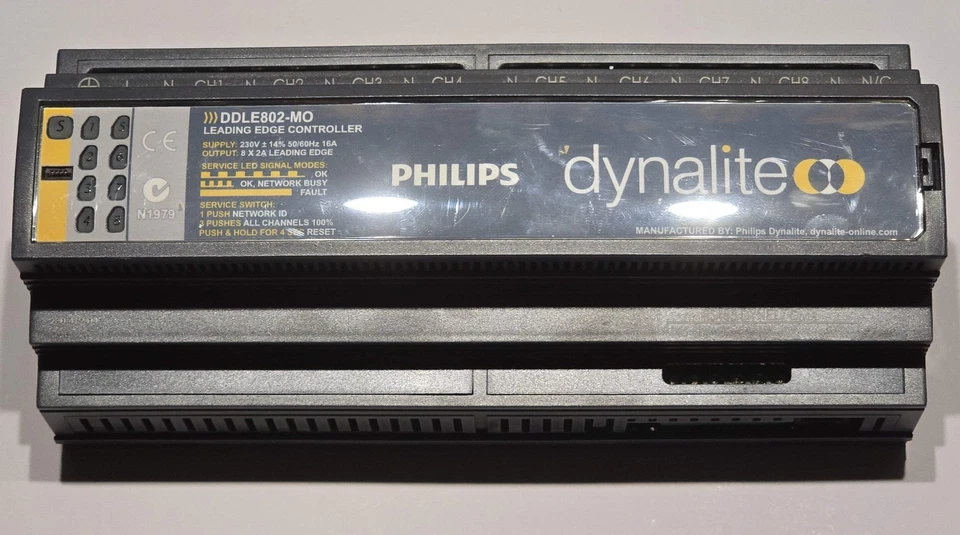 L N CH1 N CH2 N CH3 N CH4 N CH5 N CH6 N CH7 N CH8 N N/C
S 1 5
2 6
3 7
4 8
CE
N1979
DDLE802-MO
LEADING EDGE CONTROLLER
SUPPLY: 230V ± 14% 50/60Hz 16A
OUTPUT: 8 X 2A LEADING EDGE
SERVICE LED SIGNAL MODES:
OK
OK, NETWORK BUSY
FAULT
SERVICE SWITCH:
1 PUSH NETWORK ID
3 PUSHES ALL CHANNELS 100%
PUSH & HOLD FOR 4 SEC RESET
PHILIPS
dynalite
MANUFACTURED BY: Philips Dynalite, dynalite-online.com